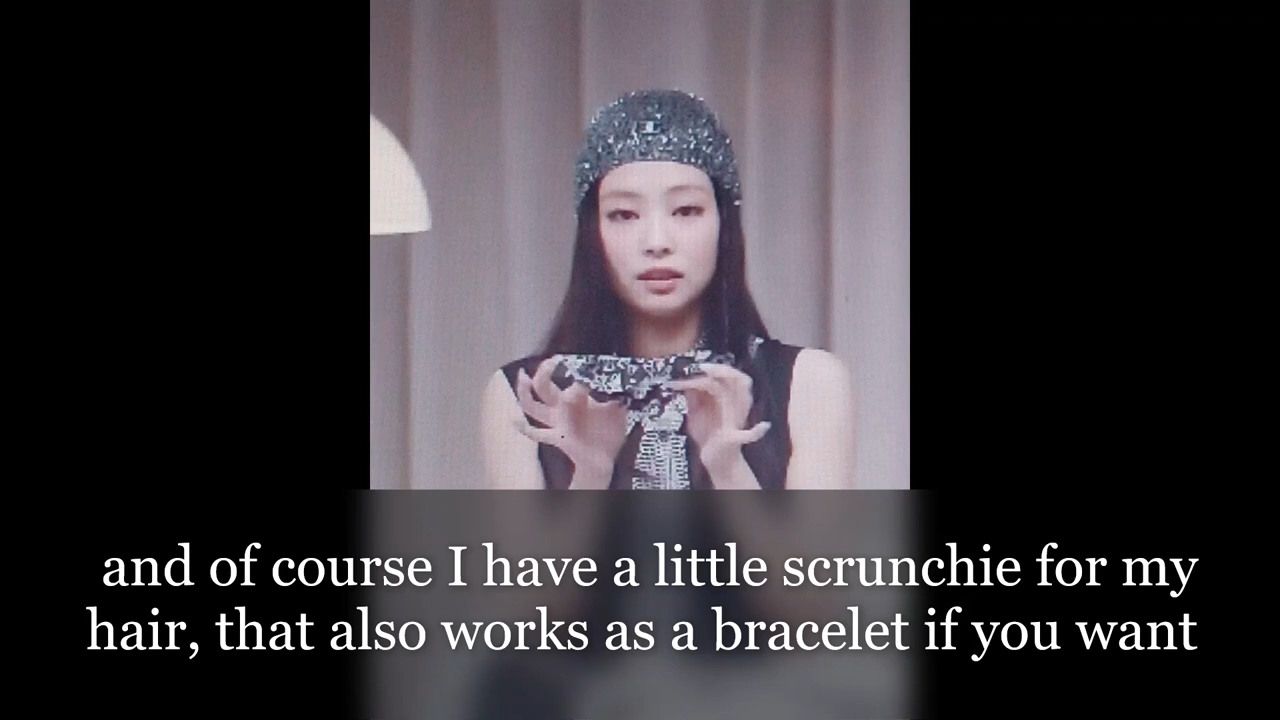 and of course I have a little scrunchie for my
hair, that also works as a bracelet if you want